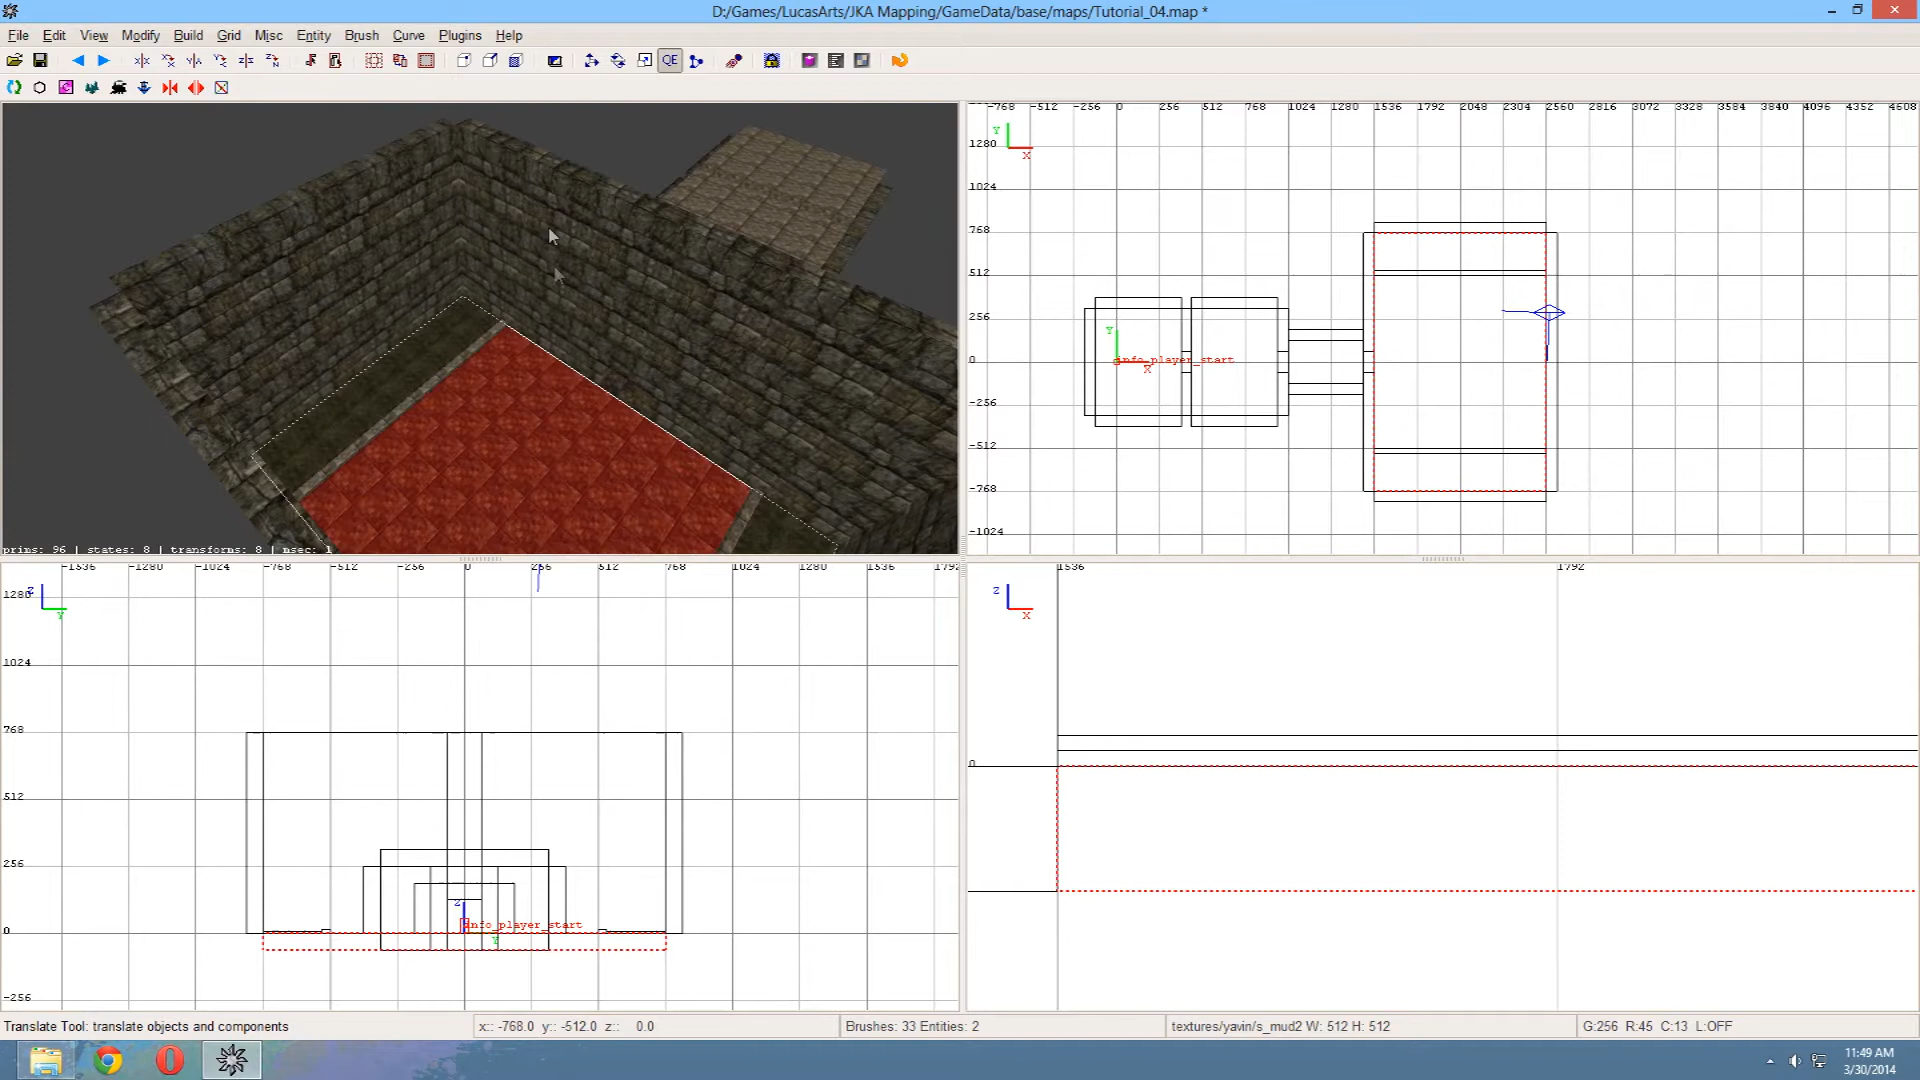 D:/Games/LucasArts/JKA Mapping/GameData/base/maps/Tutorial_04.map *
File Edit View Modify Build Grid Misc Entity Brush Curve Plugins Help
QE
-768 -512 -256 0 256 512 768 1024 1280 1536 1792 2048 2304 2560 2816 3072 3328 3584 3840 4096 4352 4608
Y
X
1280
1024
768
512
256
0
-256
-512
-768
-1024
Y
info_player_start
X
prims: 96 | states: 8 | transforms: 8 | msec: 1
-1536 -1280 -1024 -768 -512 -256 0 256 512 768 1024 1280 1536 1792
Z
Y
1280
1024
768
512
256
0
-256
Z
info_player_start
Y
1536 1792
Z
X
0
Translate Tool: translate objects and components
x:: -768.0 y:: -512.0 z:: 0.0
Brushes: 33 Entities: 2
textures/yavin/s_mud2 W: 512 H: 512
G:256 R:45 C:13 L:OFF
11:49 AM
3/30/2014